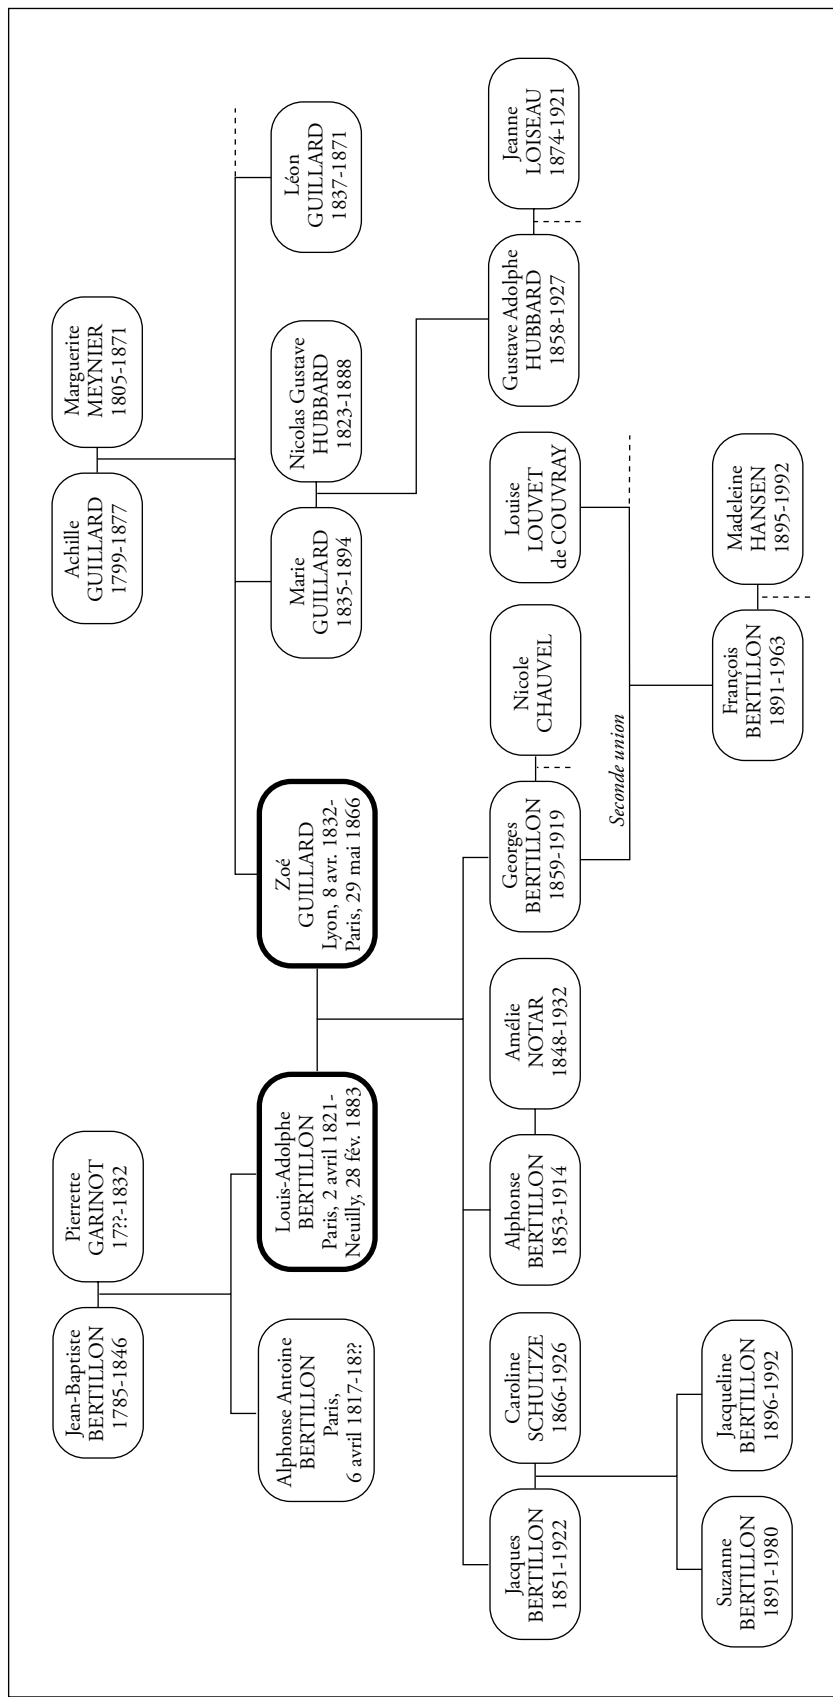 Jean-Baptiste
BERTILLON
1785-1846
Pierrette
GARINOT
17??-1832
Achille
GUILLARD
1799-1877
Marguerite
MEYNIER
1805-1871
Alphonse Antoine
BERTILLON
Paris,
6 avril 1817-18??
Louis-Adolphe
BERTILLON
Paris, 2 avril 1821-
Neuilly, 28 fév. 1883
Zoé
GUILLARD
Lyon, 8 avr. 1832-
Paris, 29 mai 1866
Marie
GUILLARD
1835-1894
Nicolas Gustave
HUBBARD
1823-1888
Léon
GUILLARD
1837-1871
Jacques
BERTILLON
1851-1922
Caroline
SCHULTZE
1866-1926
Alphonse
BERTILLON
1853-1914
Amélie
NOTAR
1848-1932
Georges
BERTILLON
1859-1919
Nicole
CHAUVEL
Louise
LOUVET
de COUVRAY
Gustave Adolphe
HUBBARD
1858-1927
Jeanne
LOISEAU
1874-1921
Seconde union
Suzanne
BERTILLON
1891-1980
Jacqueline
BERTILLON
1896-1992
François
BERTILLON
1891-1963
Madeleine
HANSEN
1895-1992